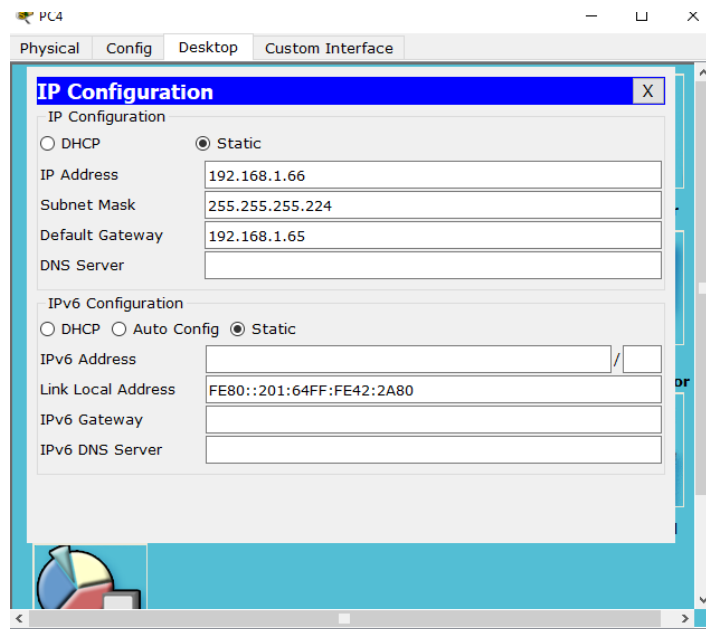 PC4
Physical Config Desktop Custom Interface
IP Configuration X
IP Configuration
DHCP Static
IP Address 192.168.1.66
Subnet Mask 255.255.255.224
Default Gateway 192.168.1.65
DNS Server
IPv6 Configuration
DHCP Auto Config Static
IPv6 Address /
Link Local Address FE80::201:64FF:FE42:2A80
or
IPv6 Gateway
IPv6 DNS Server